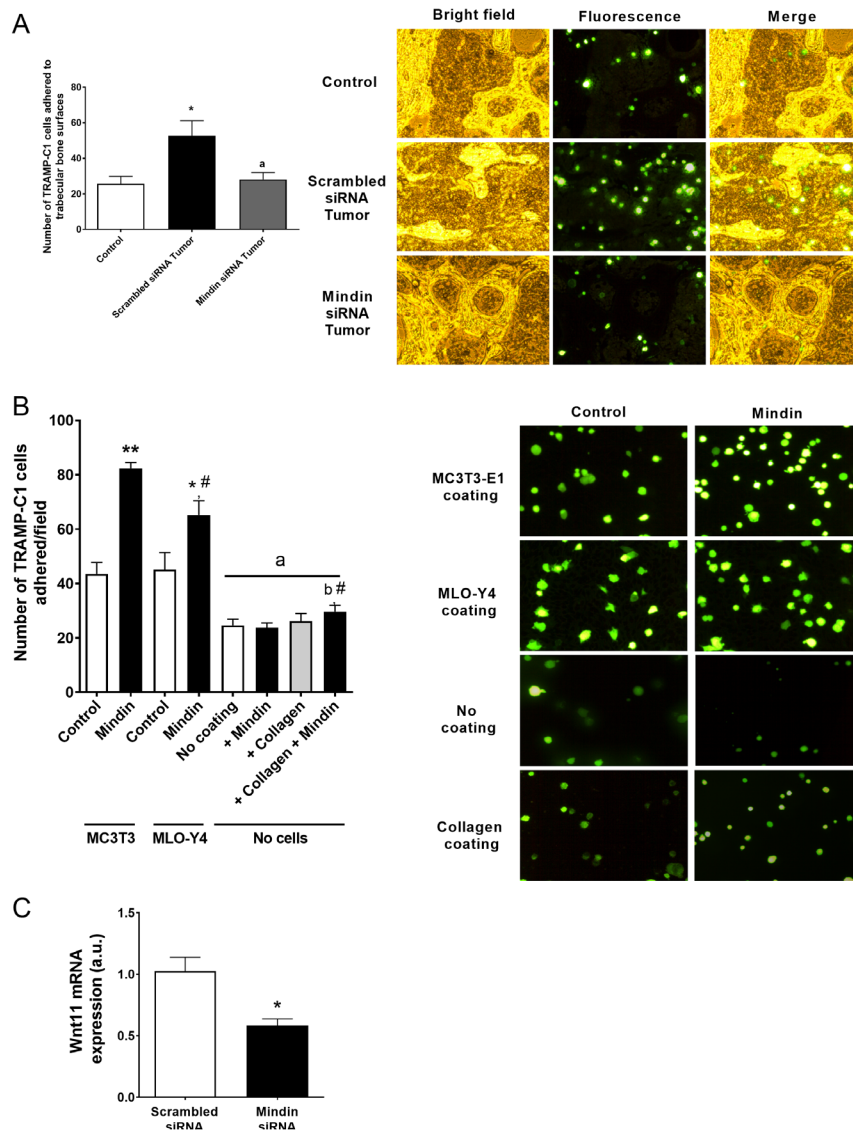 A
Number of TRAMP-C1 cells adhered to
trabecular bone surfaces
80
60
40
20
0
*
a
Control
Scrambled siRNA Tumor
Mindin siRNA Tumor
Bright field
Fluorescence
Merge
Control
Scrambled
siRNA
Tumor
Mindin
siRNA
Tumor
B
Number of TRAMP-C1 cells
adhered/field
100
80
60
40
20
0
**
* #
a
b #
Control
Mindin
Control
Mindin
No coating
+ Mindin
+ Collagen
+ Collagen + Mindin
MC3T3
MLO-Y4
No cells
Control
Mindin
MC3T3-E1
coating
MLO-Y4
coating
No
coating
Collagen
coating
C
Wnt11 mRNA
expression (a.u.)
1.5
1.0
0.5
0.0
*
Scrambled
siRNA
Mindin
siRNA